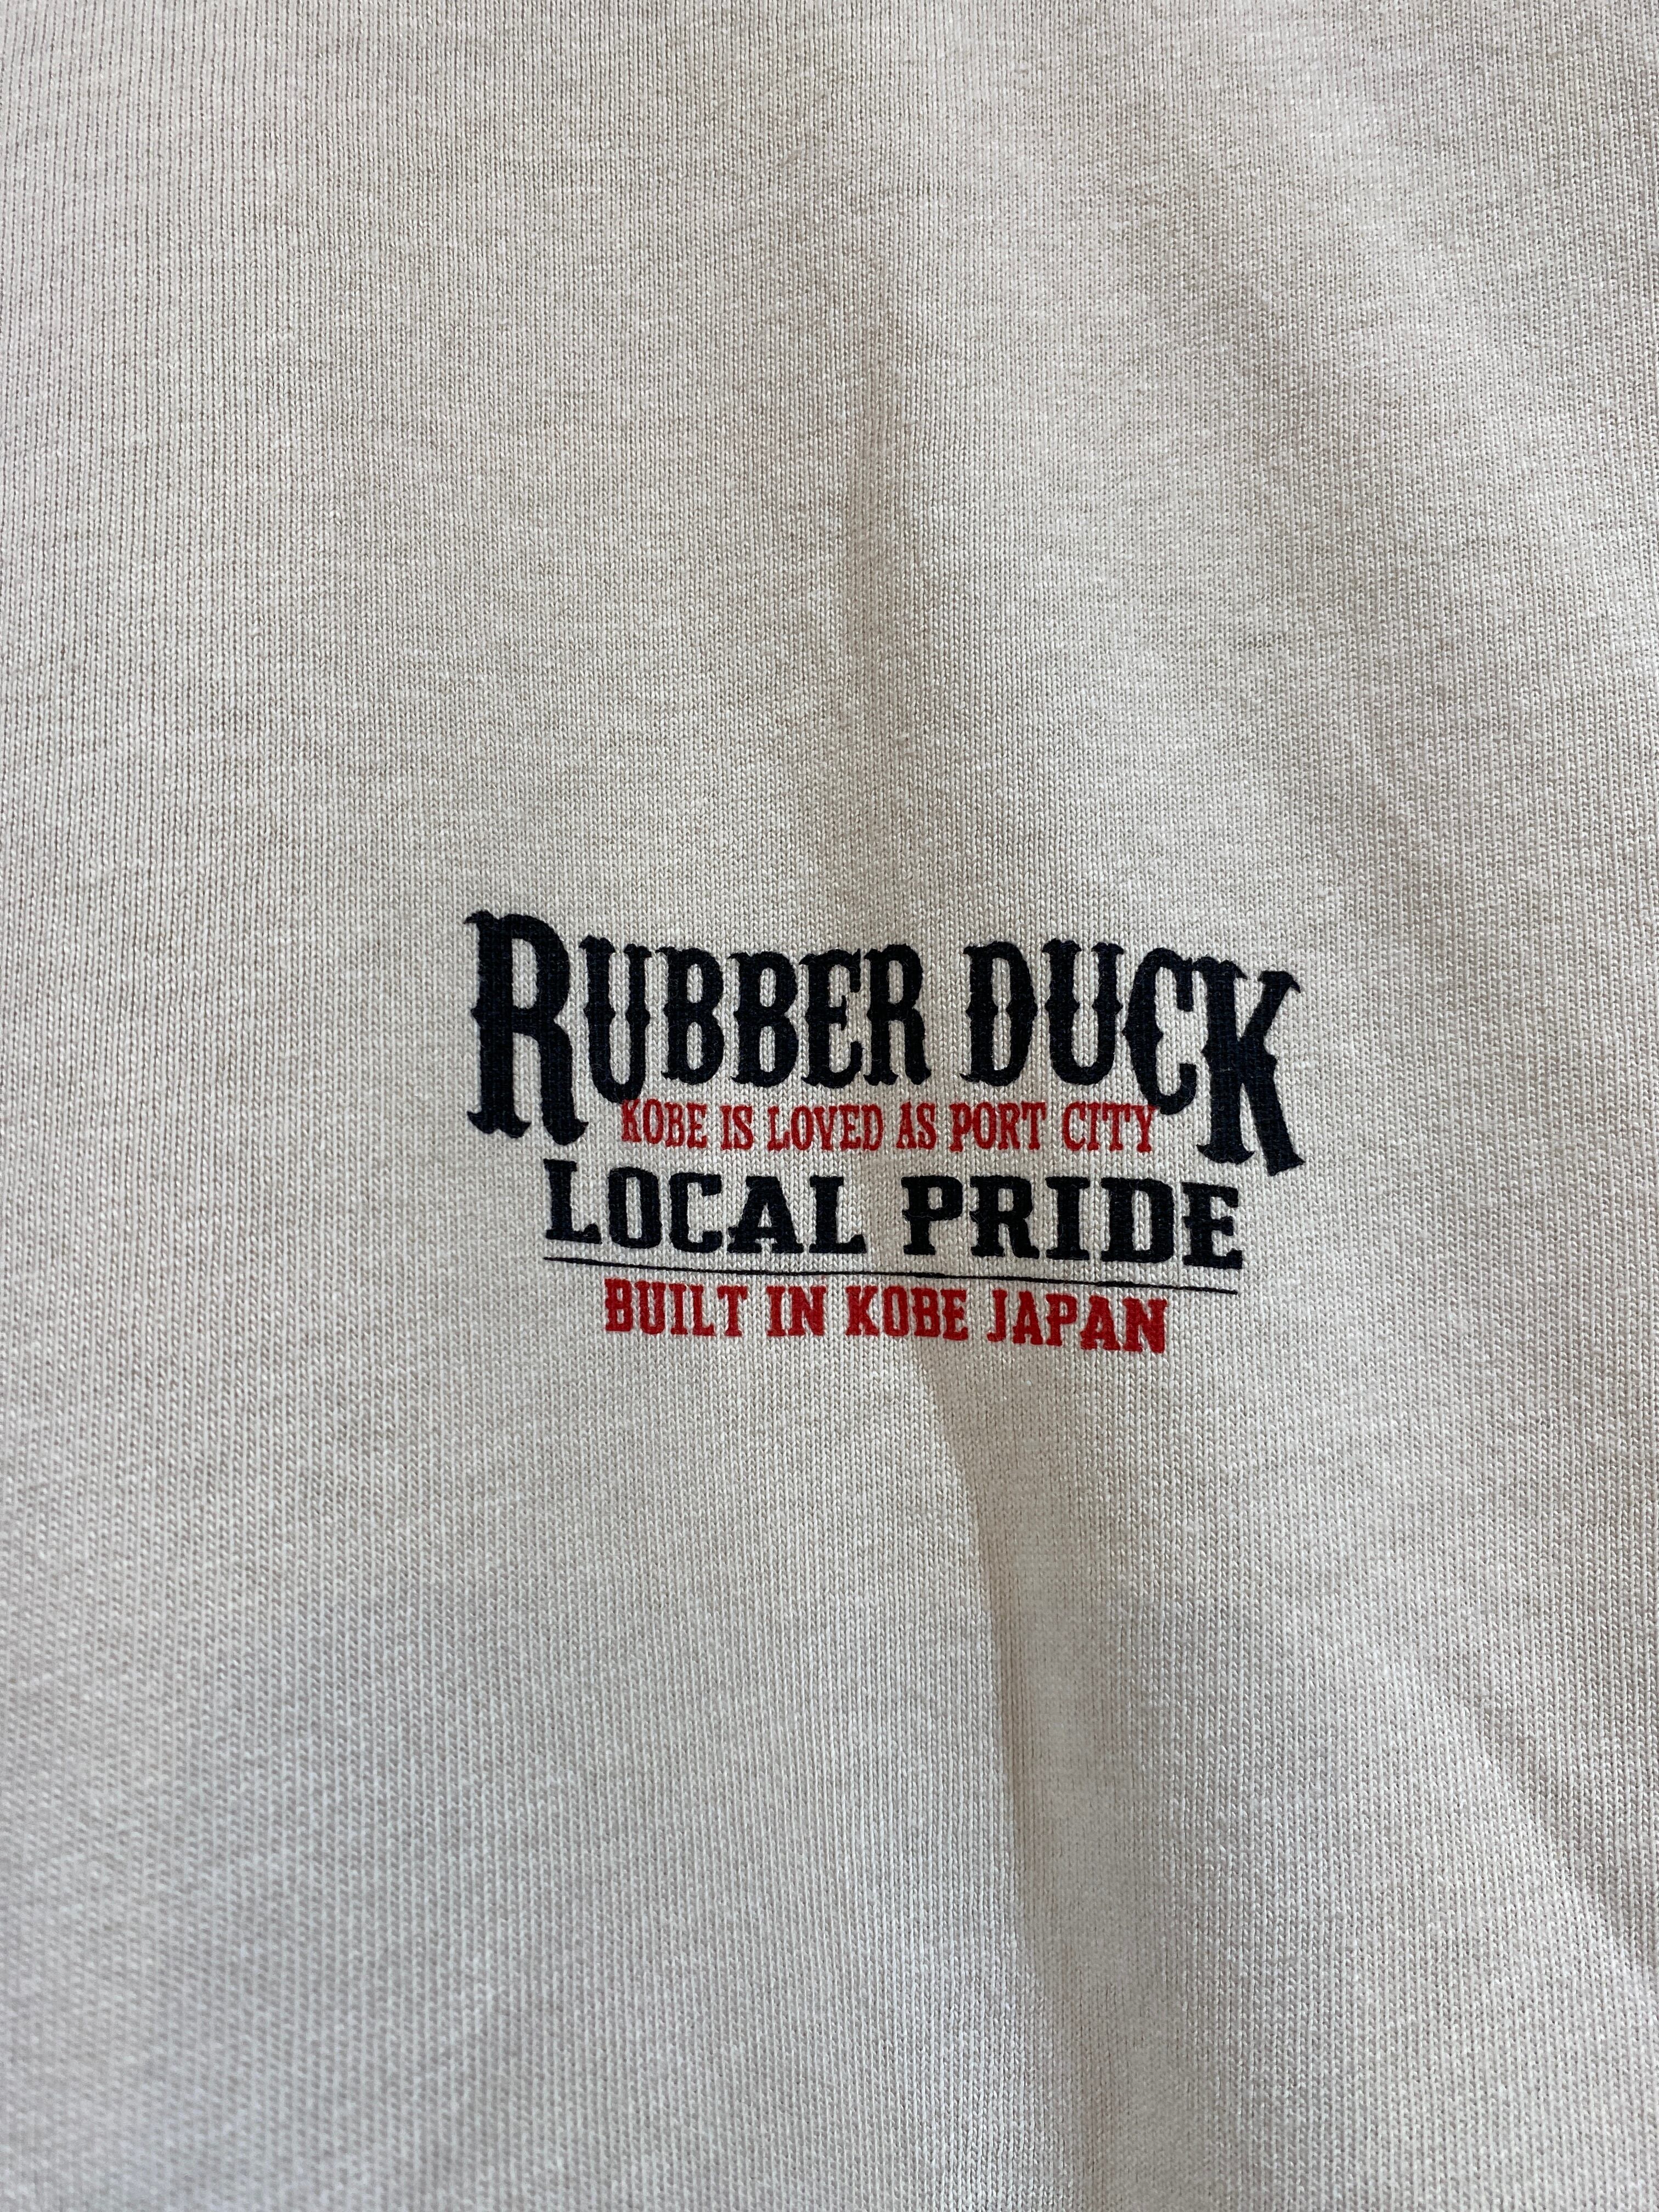 RUBBER DUCK
KOBE IS LOVED AS PORT CITY
LOCAL PRIDE
BUILT IN KOBE JAPAN